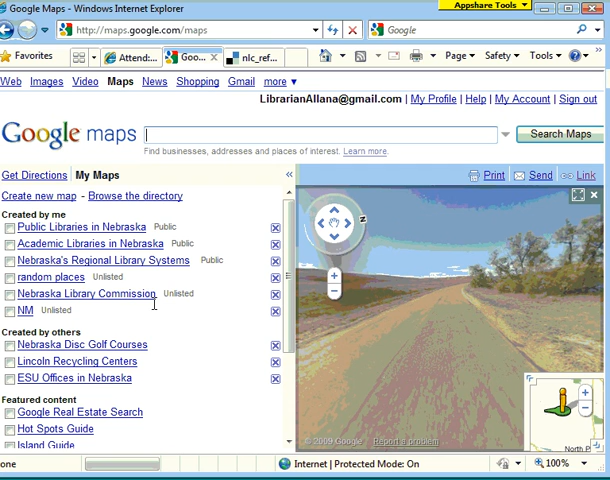 Google Maps - Windows Internet Explorer
Appshare Tools
http://maps.google.com/maps
Google
Favorites
Attend:...
Goo...
nlc_ref...
Page
Safety
Tools
Web Images Video Maps News Shopping Gmail more
LibrarianAllana@gmail.com | My Profile | Help | My Account | Sign out
Google maps
Search Maps
Find businesses, addresses and places of interest. Learn more.
Get Directions My Maps «
Print Send Link
Create new map - Browse the directory
Created by me
Public Libraries in Nebraska Public
Academic Libraries in Nebraska Public
Nebraska's Regional Library Systems Public
random places Unlisted
Nebraska Library Commission Unlisted
NM Unlisted
Created by others
Nebraska Disc Golf Courses
Lincoln Recycling Centers
ESU Offices in Nebraska
Featured content
Google Real Estate Search
Hot Spots Guide
Island Guide
N
North P
© 2009 Google Report a problem
one
Internet | Protected Mode: On
100%